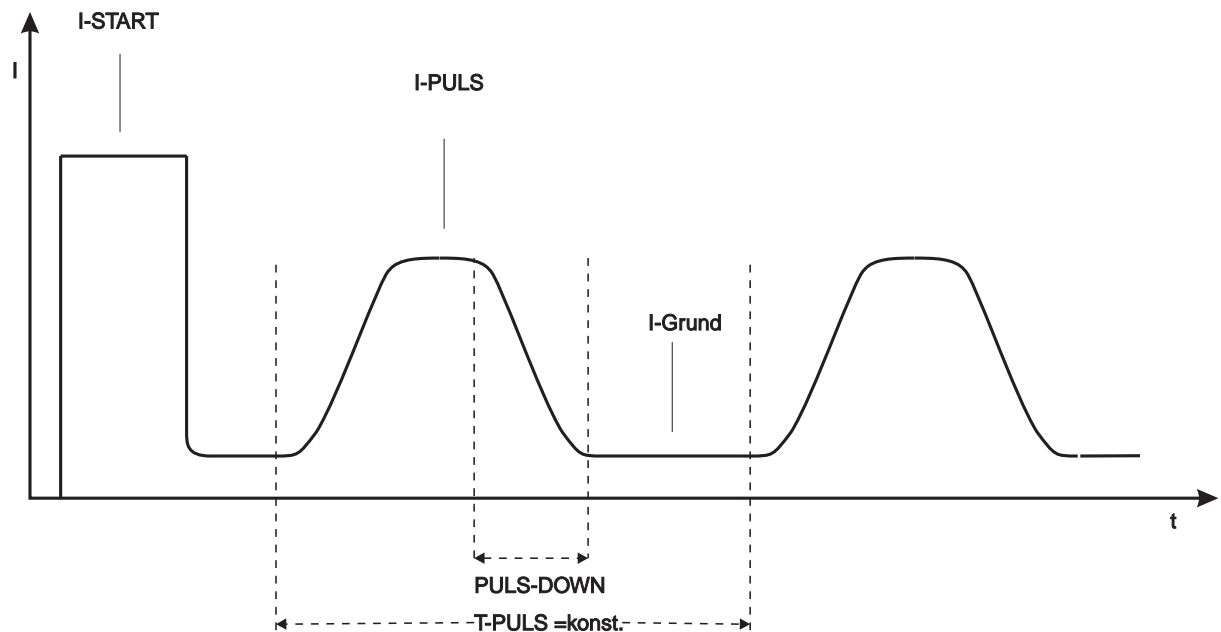 I-START
I
I-PULS
I-Grund
t
PULS-DOWN
T-PULS =konst.